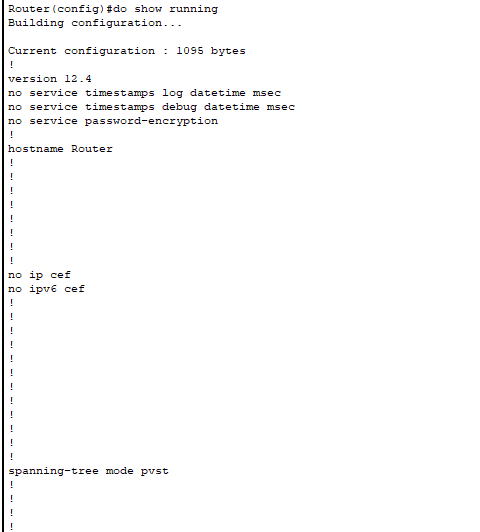 Router(config)#do show running
Building configuration...

Current configuration : 1095 bytes
!
version 12.4
no service timestamps log datetime msec
no service timestamps debug datetime msec
no service password-encryption
!
hostname Router
!
!
!
!
!
!
!
!
no ip cef
no ipv6 cef
!
!
!
!
!
!
!
!
!
!
!
!
spanning-tree mode pvst
!
!
!
!